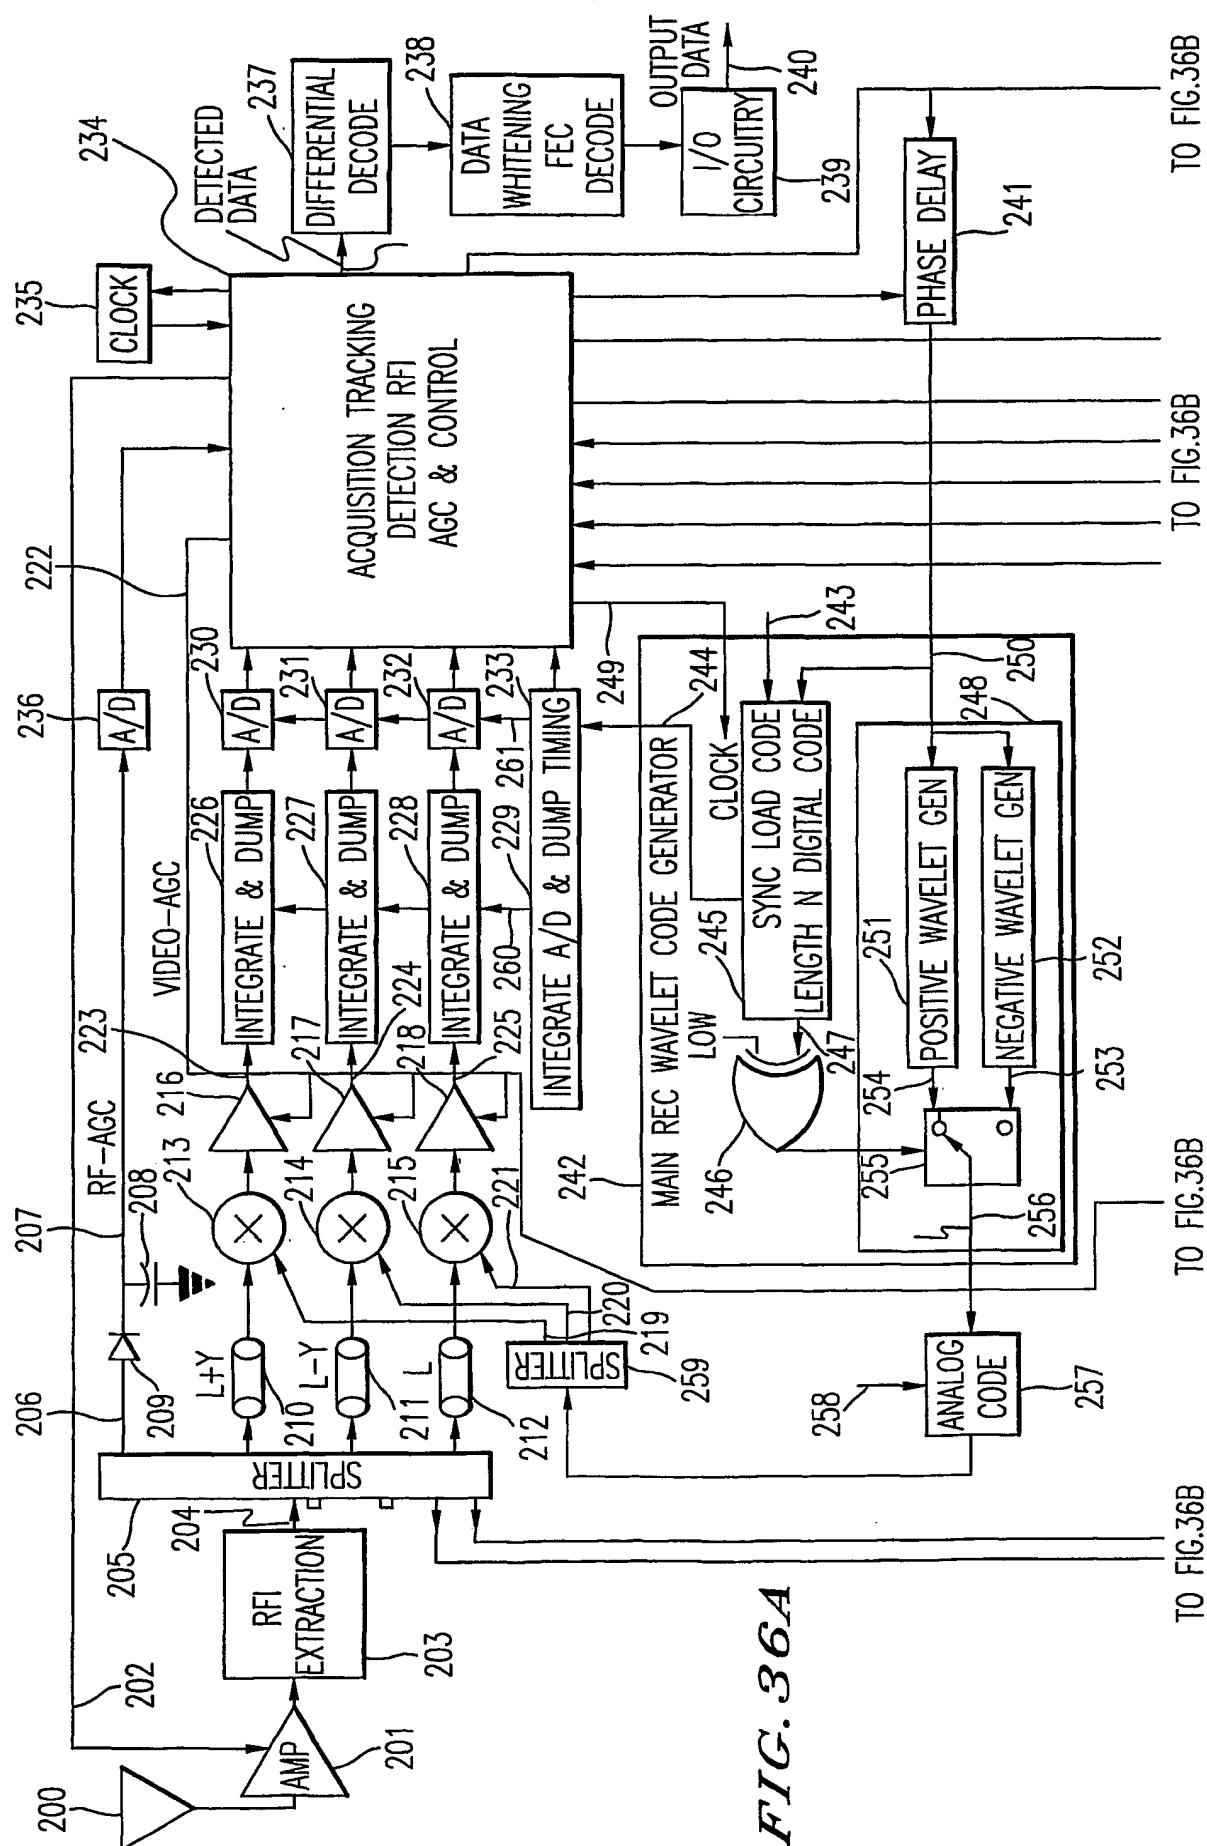 200
AMP
201
202
RFI
EXTRACTION
203
204
205
SPLITTER
206
209
207
208
RF-AGC
236
A/D
235
CLOCK
234
DETECTED
DATA
237
DIFFERENTIAL
DECODE
238
DATA
WHITENING
FEC
DECODE
OUTPUT
DATA
240
I/O
CIRCUITRY
239
L+Y
210
L-Y
211
L
212
213
214
215
216
217
218
219
220
221
SPLITTER
259
222
VIDEO-AGC
223
224
225
226
INTEGRATE & DUMP
227
INTEGRATE & DUMP
228
INTEGRATE & DUMP
229
260
261
INTEGRATE A/D & DUMP TIMING
230
A/D
231
A/D
232
A/D
233
ACQUISITION TRACKING
DETECTION RFI
AGC & CONTROL
242
MAIN REC WAVELET CODE GENERATOR
244
249
243
CLOCK
LOW
245
SYNC LOAD CODE
LENGTH N DIGITAL CODE
246
247
250
248
251
POSITIVE WAVELET GEN
NEGATIVE WAVELET GEN
252
253
254
255
256
PHASE DELAY
241
258
ANALOG
CODE
257
TO FIG.36B
TO FIG.36B
TO FIG.36B
TO FIG.36B
FIG. 36A